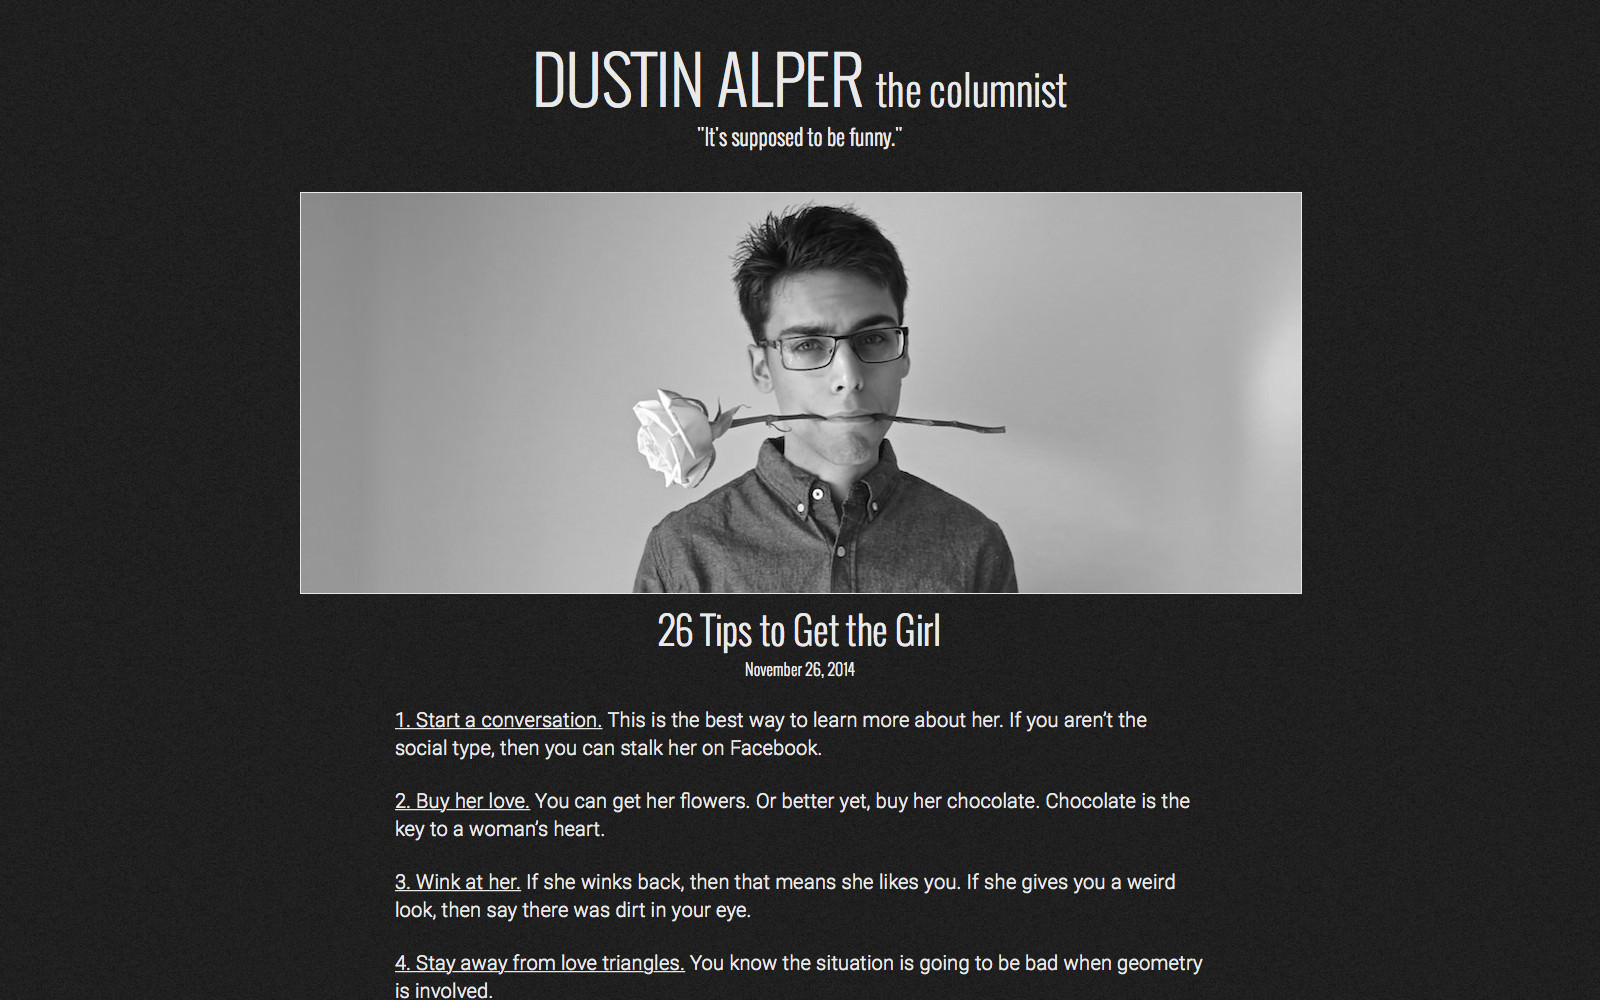 DUSTIN ALPER the columnist
"It's supposed to be funny."
26 Tips to Get the Girl
November 26, 2014
1. Start a conversation. This is the best way to learn more about her. If you aren’t the
social type, then you can stalk her on Facebook.
2. Buy her love. You can get her flowers. Or better yet, buy her chocolate. Chocolate is the
key to a woman’s heart.
3. Wink at her. If she winks back, then that means she likes you. If she gives you a weird
look, then say there was dirt in your eye.
4. Stay away from love triangles. You know the situation is going to be bad when geometry
is involved.